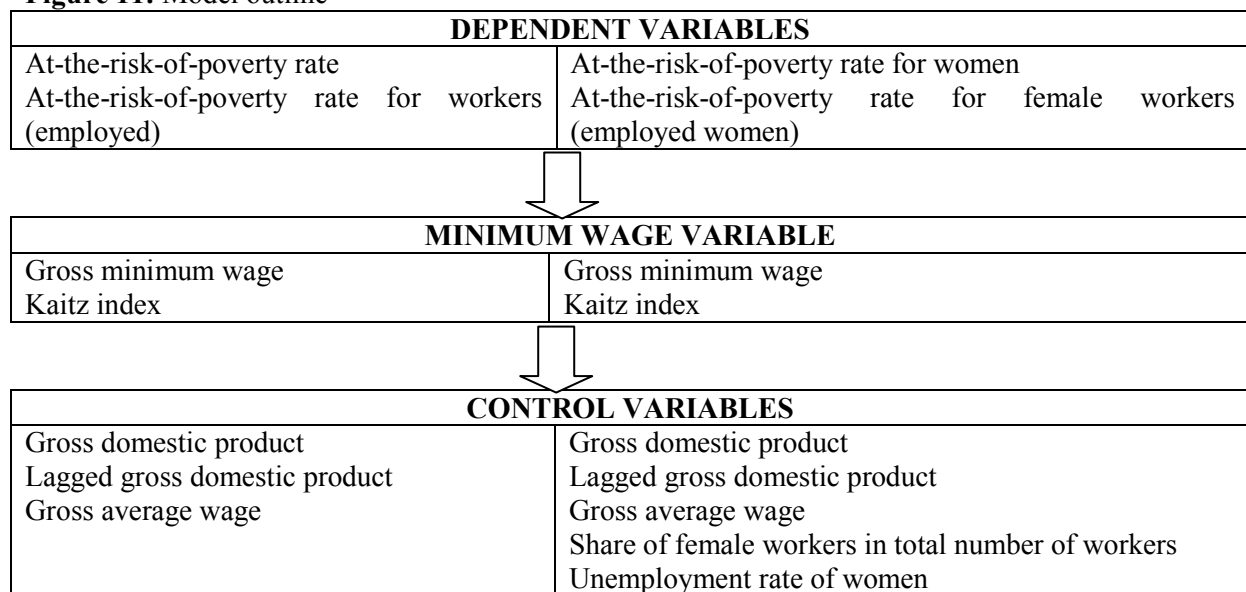 Figure 11: Model outline
DEPENDENT VARIABLES
At-the-risk-of-poverty rate
At-the-risk-of-poverty rate for workers
(employed)
At-the-risk-of-poverty rate for women
At-the-risk-of-poverty rate for female workers
(employed women)
MINIMUM WAGE VARIABLE
Gross minimum wage
Kaitz index
Gross minimum wage
Kaitz index
CONTROL VARIABLES
Gross domestic product
Lagged gross domestic product
Gross average wage
Gross domestic product
Lagged gross domestic product
Gross average wage
Share of female workers in total number of workers
Unemployment rate of women